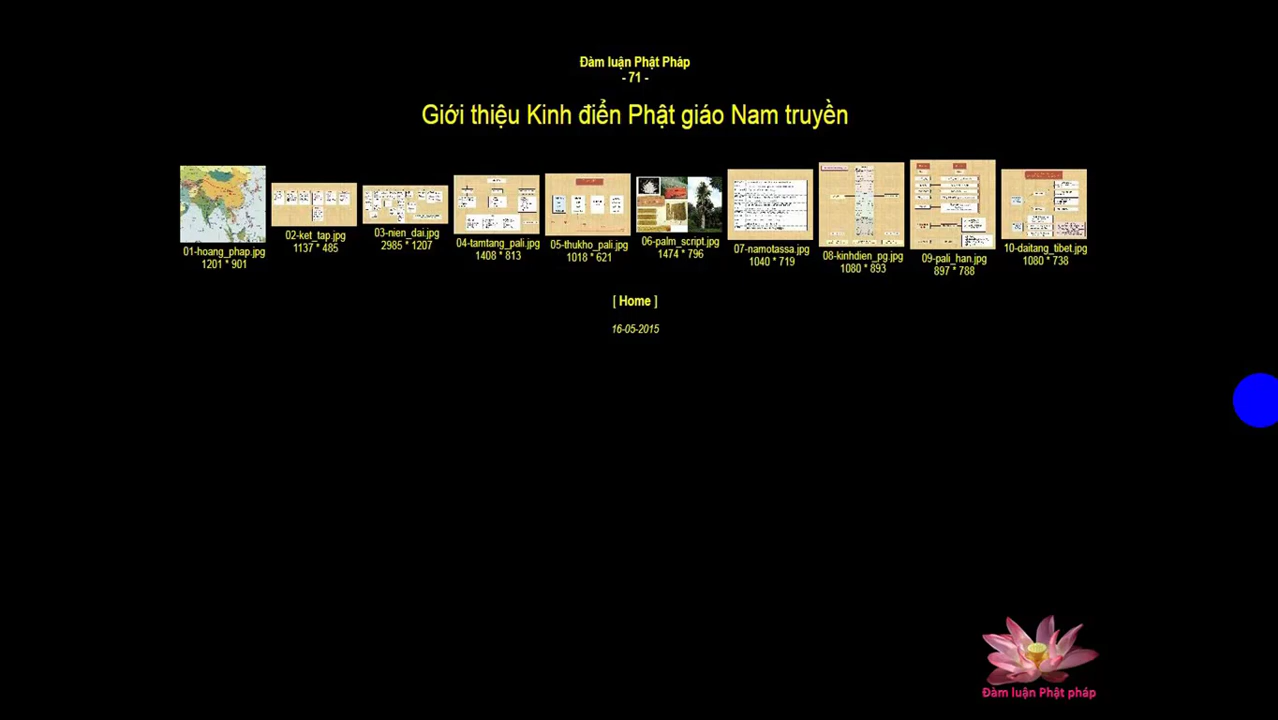 Đàm luận Phật Pháp
- 71 -
Giới thiệu Kinh điển Phật giáo Nam truyền
01-hoang_phap.jpg
1201 * 901
02-ket_tap.jpg
1137 * 485
03-nien_dai.jpg
2985 * 1207
04-tamtang_pali.jpg
1408 * 813
05-thukho_pali.jpg
1018 * 621
06-palm_script.jpg
1474 * 796
07-namotassa.jpg
1040 * 719
08-kinhdien_pg.jpg
1080 * 893
09-pali_han.jpg
897 * 788
10-daitang_tibet.jpg
1080 * 738
[ Home ]
16-05-2015
Đàm luận Phật pháp